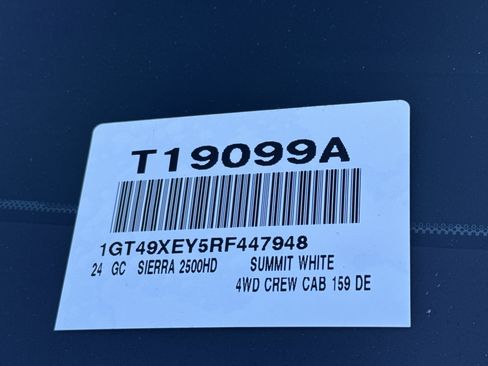 T19099A
1GT49XEY5RF447948
24 GC SIERRA 2500HD SUMMIT WHITE
4WD CREW CAB 159 DE